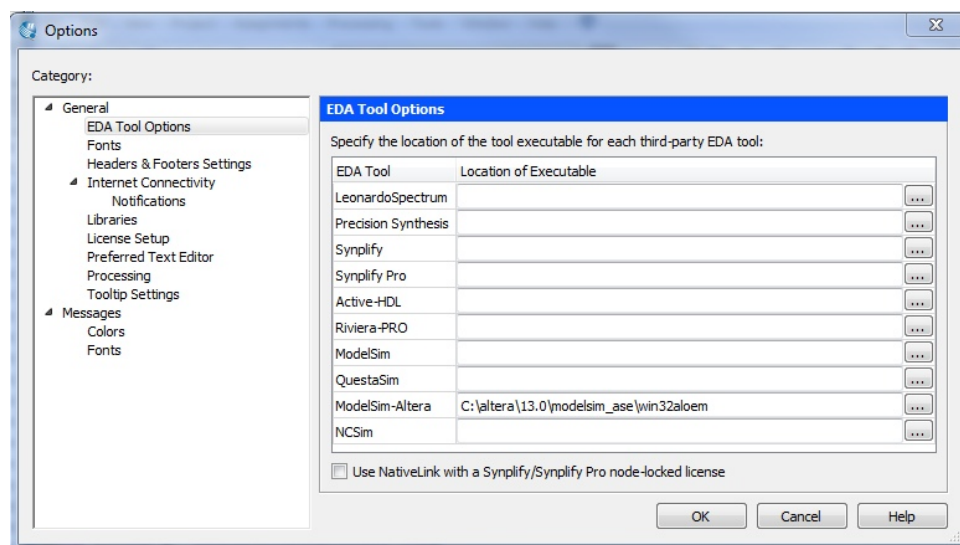 Options
Category:
General
EDA Tool Options
Fonts
Headers & Footers Settings
Internet Connectivity
Notifications
Libraries
License Setup
Preferred Text Editor
Processing
Tooltip Settings
Messages
Colors
Fonts
EDA Tool Options
Specify the location of the tool executable for each third-party EDA tool:
EDA Tool Location of Executable
LeonardoSpectrum ...
Precision Synthesis ...
Synplify ...
Synplify Pro ...
Active-HDL ...
Riviera-PRO ...
ModelSim ...
QuestaSim ...
ModelSim-Altera C:\altera\13.0\modelsim_ase\win32aloem ...
NCSim ...
Use NativeLink with a Synplify/Synplify Pro node-locked license
OK Cancel Help